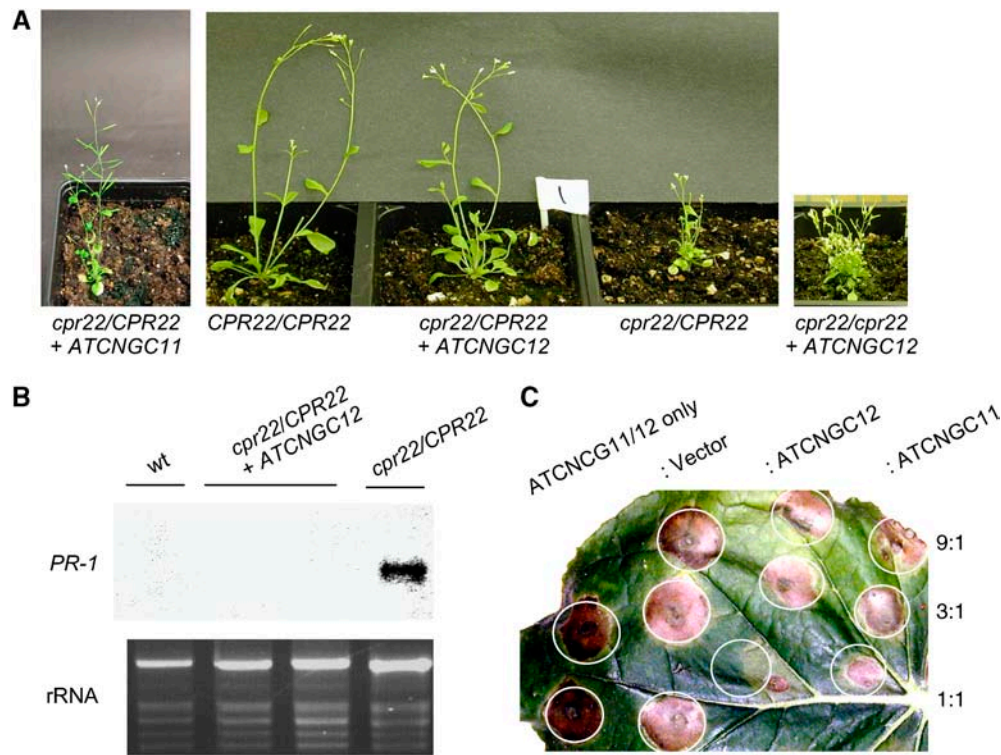 A
cpr22/CPR22
+ ATCNGC11
CPR22/CPR22
cpr22/CPR22
+ ATCNGC12
1
cpr22/CPR22
cpr22/cpr22
+ ATCNGC12
B
wt
cpr22/CPR22
+ ATCNGC12
cpr22/CPR22
PR-1
rRNA
C
ATCNCG11/12 only
: Vector
: ATCNGC12
: ATCNGC11
9:1
3:1
1:1